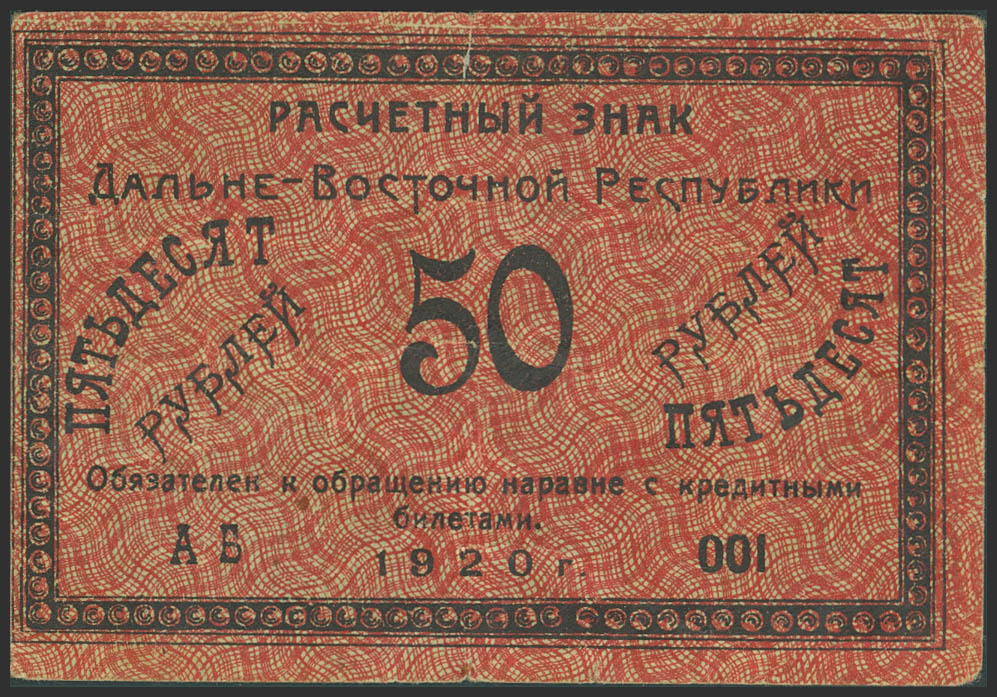 РАСЧЕТНЫЙ ЗНАК
ДАЛЬНЕ-ВОСТОЧНОЙ РЕСПУБЛИКИ
ПЯТЬДЕСЯТ
РУБЛЕЙ
50
РУБЛЕЙ
ПЯТЬДЕСЯТ
Обязателен к обращению наравне с кредитными
билетами.
АБ
1920 г.
001